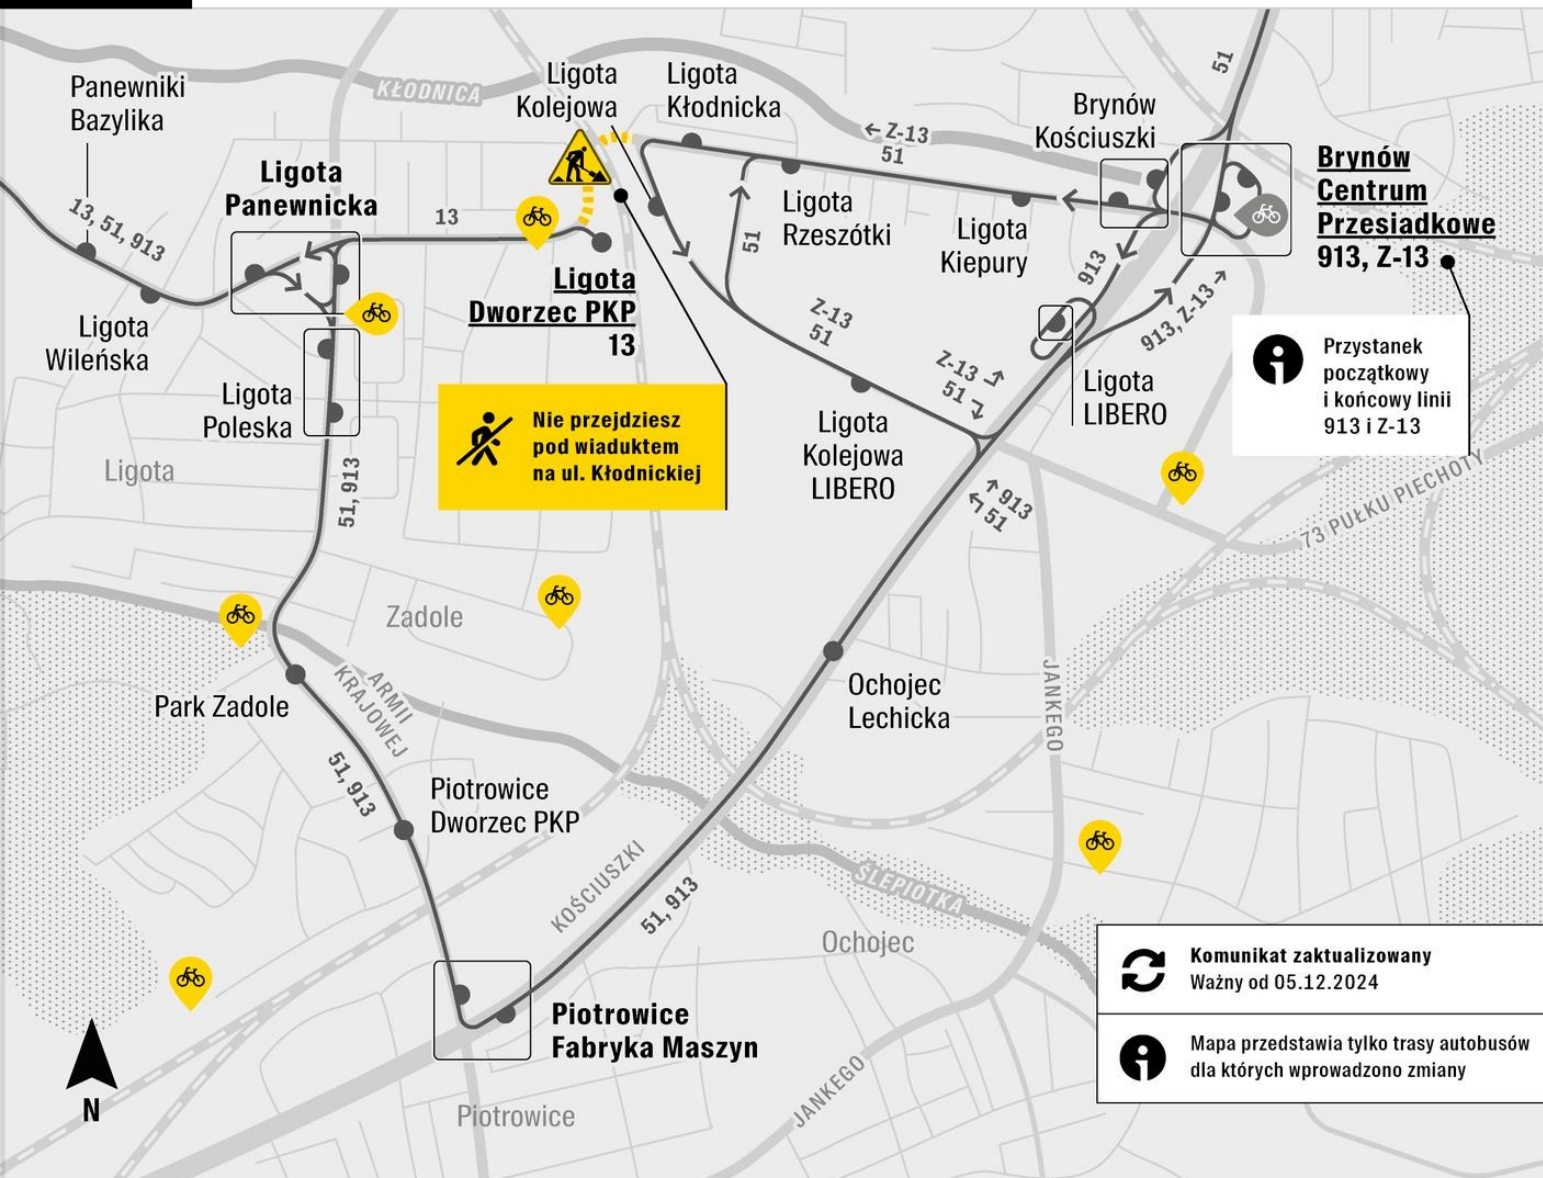 51
KŁODNICA
Ligota
Kolejowa
Ligota
Kłodnicka
Panewniki
Bazylika
Brynów
Kościuszki
← Z-13
51
Brynów
Centrum
Przesiadkowe
913, Z-13
Ligota
Panewnicka
13
13, 51, 913
Ligota
Rzeszótki
51
Ligota
Kiepury
913
913, Z-13 →
Ligota
Dworzec PKP
13
Ligota
Wileńska
Z-13
51
Z-13
51
Ligota
LIBERO
Przystanek
początkowy
i końcowy linii
913 i Z-13
Ligota
Poleska
Nie przejdziesz
pod wiaduktem
na ul. Kłodnickiej
Ligota
Kolejowa
LIBERO
Ligota
51, 913
913
51
73 PUŁKU PIECHOTY
Zadole
ARMII
KRAJOWEJ
Park Zadole
Ochojec
Lechicka
JANKEGO
51, 913
Piotrowice
Dworzec PKP
KOŚCIUSZKI
51, 913
ŚLEPIOTKA
Ochojec
Komunikat zaktualizowany
Ważny od 05.12.2024
Piotrowice
Fabryka Maszyn
Mapa przedstawia tylko trasy autobusów
dla których wprowadzono zmiany
N
JANKEGO
Piotrowice